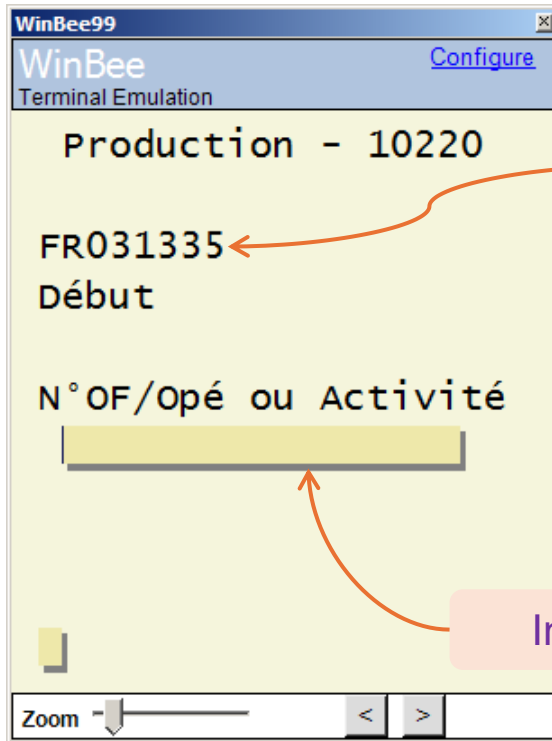 WinBee99
WinBee
Configure
Terminal Emulation
Production - 10220
FR031335
Début
N°OF/Opé ou Activité
Zoom
< >